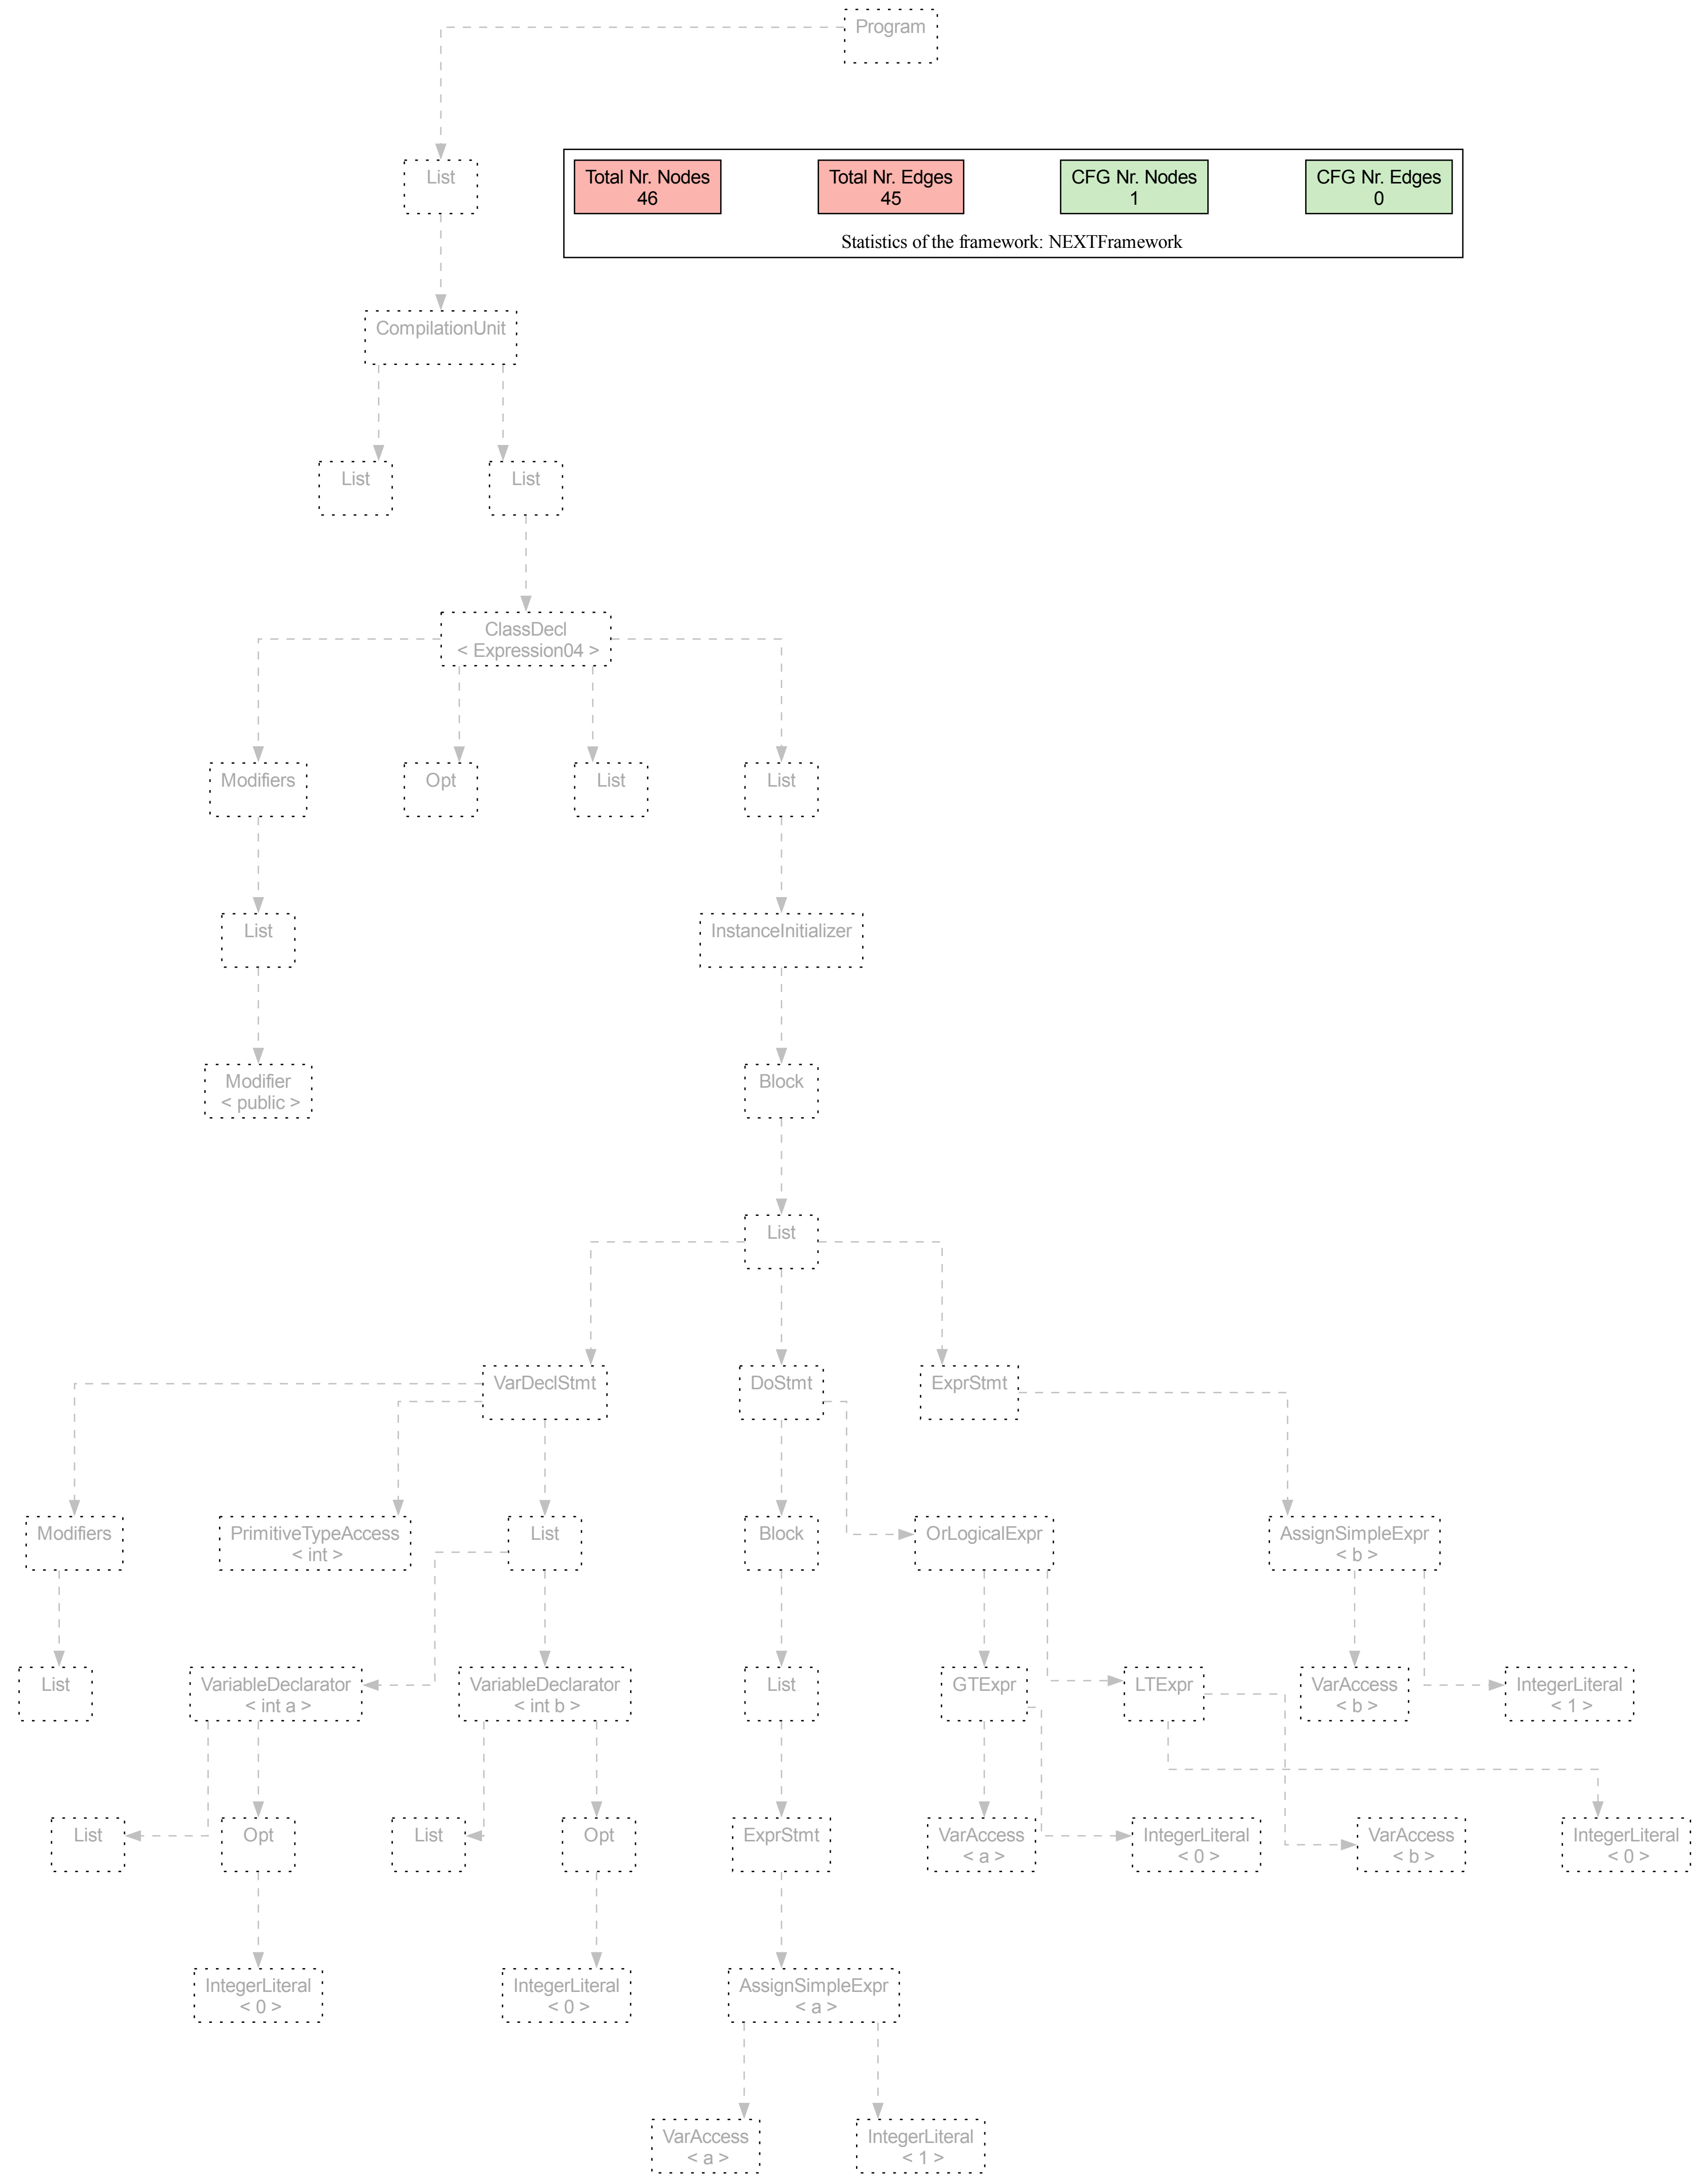 Program
List
Total Nr. Nodes
46
Total Nr. Edges
45
CFG Nr. Nodes
1
CFG Nr. Edges
0
Statistics of the framework: NEXTFramework
CompilationUnit
List
List
ClassDecl
< Expression04 >
Modifiers
Opt
List
List
List
InstanceInitializer
Modifier
< public >
Block
List
VarDeclStmt
DoStmt
ExprStmt
Modifiers
PrimitiveTypeAccess
< int >
List
Block
OrLogicalExpr
AssignSimpleExpr
< b >
List
VariableDeclarator
< int a >
VariableDeclarator
< int b >
List
GTExpr
LTExpr
VarAccess
< b >
IntegerLiteral
< 1 >
List
Opt
List
Opt
ExprStmt
VarAccess
< a >
IntegerLiteral
< 0 >
VarAccess
< b >
IntegerLiteral
< 0 >
IntegerLiteral
< 0 >
IntegerLiteral
< 0 >
AssignSimpleExpr
< a >
VarAccess
< a >
IntegerLiteral
< 1 >